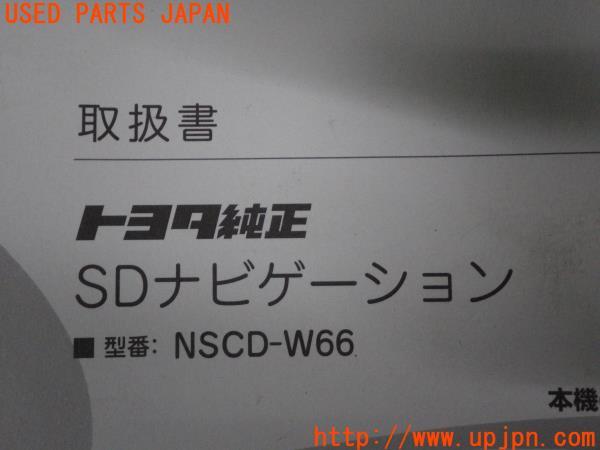 USED PARTS JAPAN
取扱書
トヨタ純正
SDナビゲーション
■ 型番: NSCD-W66
本機
http://www.upjpn.com